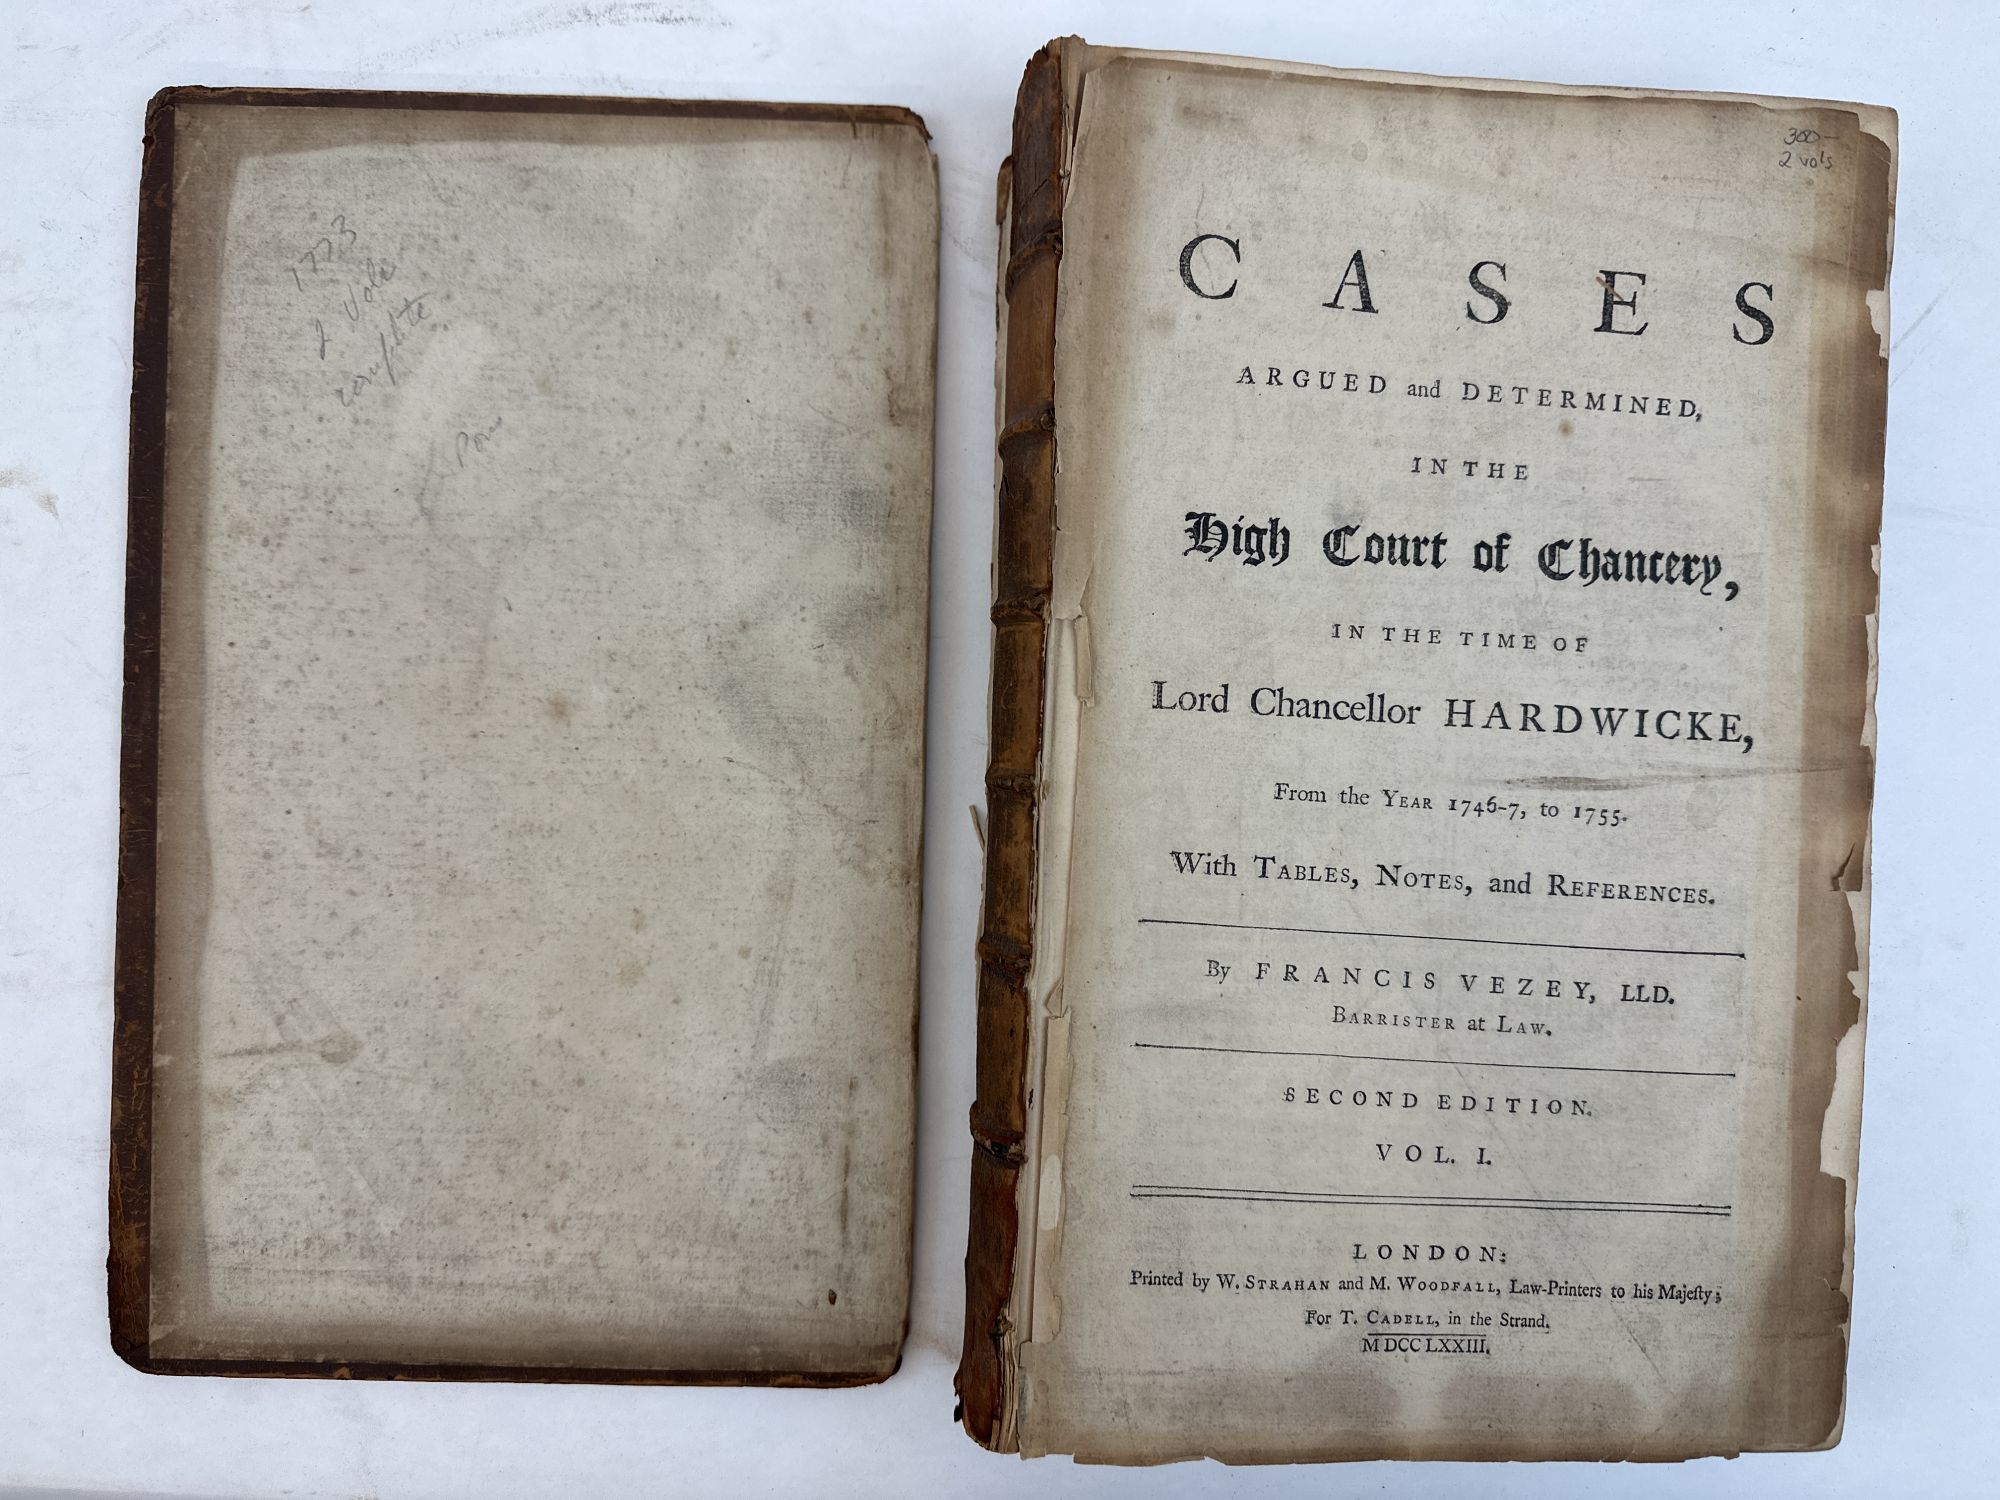 1773
2 Vols
complete
300-
2 vols
CASES
ARGUED and DETERMINED,
IN THE
High Court of Chancery,
IN THE TIME OF
Lord Chancellor HARDWICKE,
From the YEAR 1746-7, to 1755.
With TABLES, NOTES, and REFERENCES.
By FRANCIS VEZEY, LLD.
BARRISTER at LAW.
SECOND EDITION.
VOL. I.
LONDON:
Printed by W. STRAHAN and M. WOODFALL, Law-Printers to his Majeſty;
For T. CADELL, in the Strand.
MDCCLXXIII.